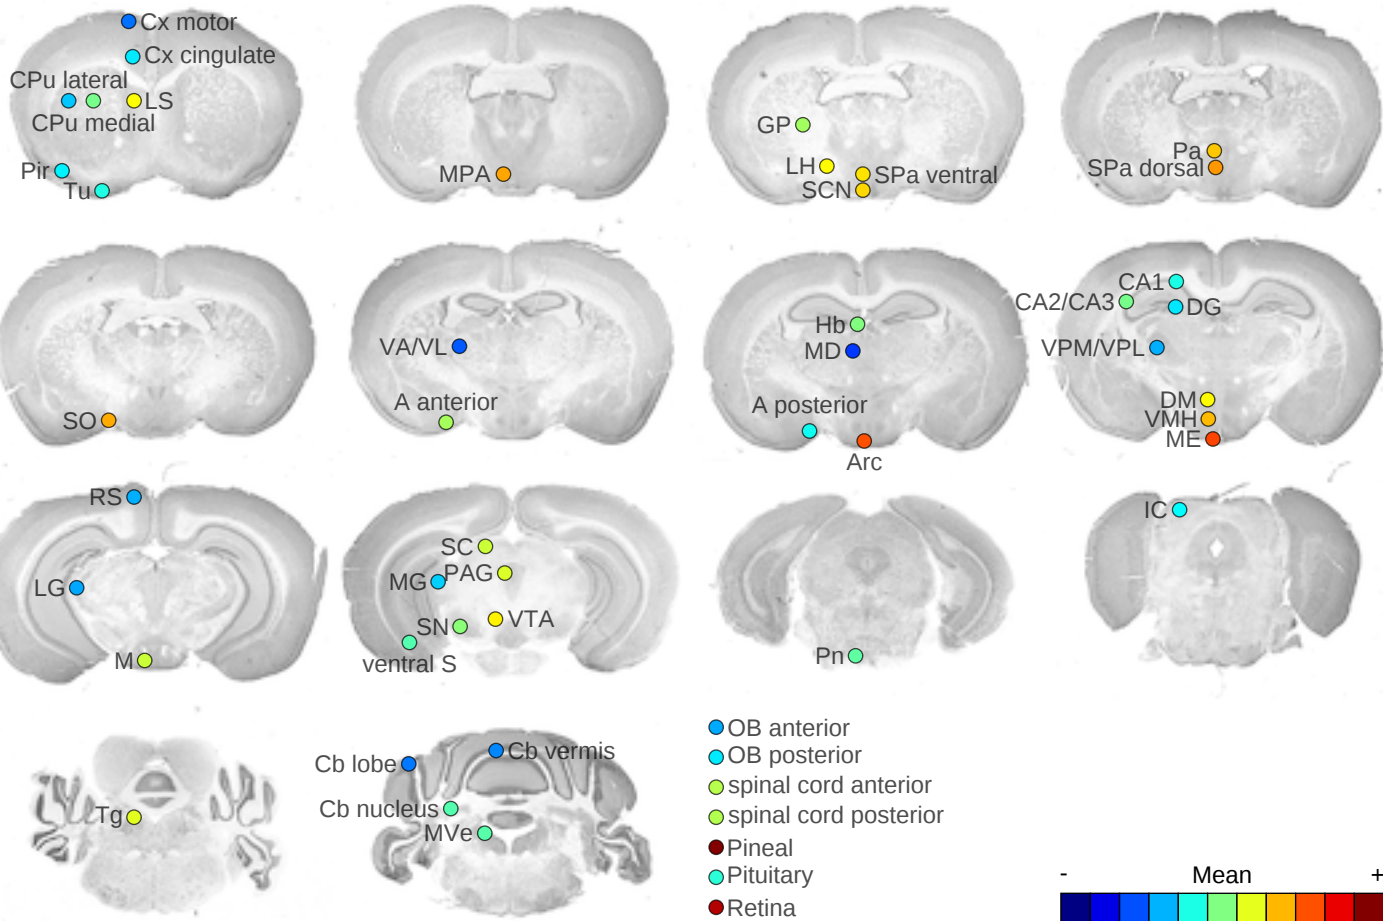 Cx motor
Cx cingulate
CPu lateral
LS
CPu medial
Pir
Tu
MPA
GP
LH
SPa ventral
SCN
Pa
SPa dorsal
SO
VA/VL
A anterior
Hb
MD
A posterior
Arc
CA1
CA2/CA3
DG
VPM/VPL
DM
VMH
ME
RS
LG
M
SC
MG
PAG
SN
VTA
ventral S
Pn
IC
Tg
Cb lobe
Cb vermis
Cb nucleus
MVe
OB anterior
OB posterior
spinal cord anterior
spinal cord posterior
Pineal
Pituitary
Retina
- Mean +